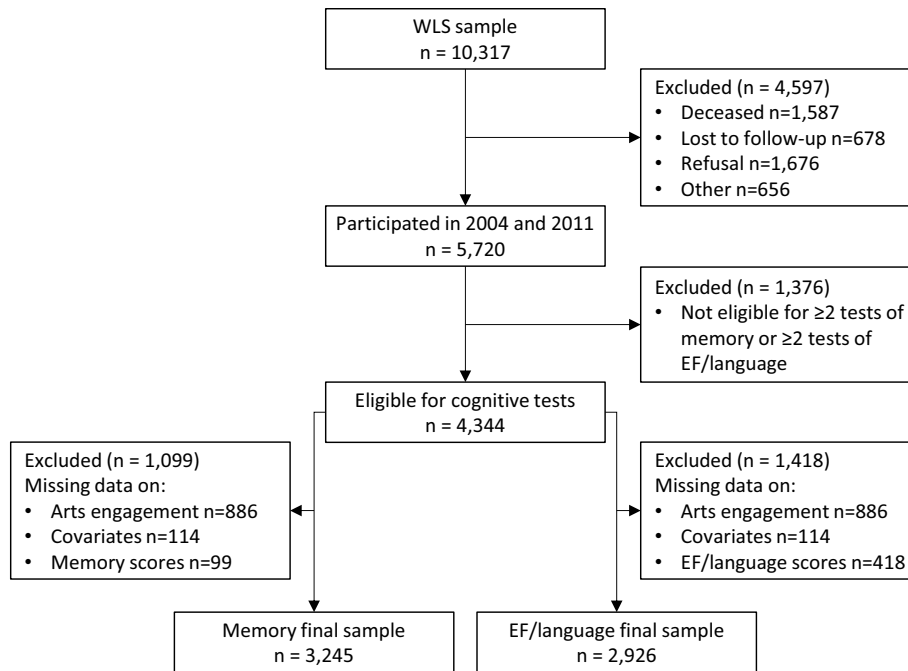 WLS sample
n = 10,317
Excluded (n = 4,597)
• Deceased n=1,587
• Lost to follow-up n=678
• Refusal n=1,676
• Other n=656
Participated in 2004 and 2011
n = 5,720
Excluded (n = 1,376)
• Not eligible for ≥2 tests of
memory or ≥2 tests of
EF/language
Eligible for cognitive tests
n = 4,344
Excluded (n = 1,099)
Missing data on:
• Arts engagement n=886
• Covariates n=114
• Memory scores n=99
Excluded (n = 1,418)
Missing data on:
• Arts engagement n=886
• Covariates n=114
• EF/language scores n=418
Memory final sample
n = 3,245
EF/language final sample
n = 2,926